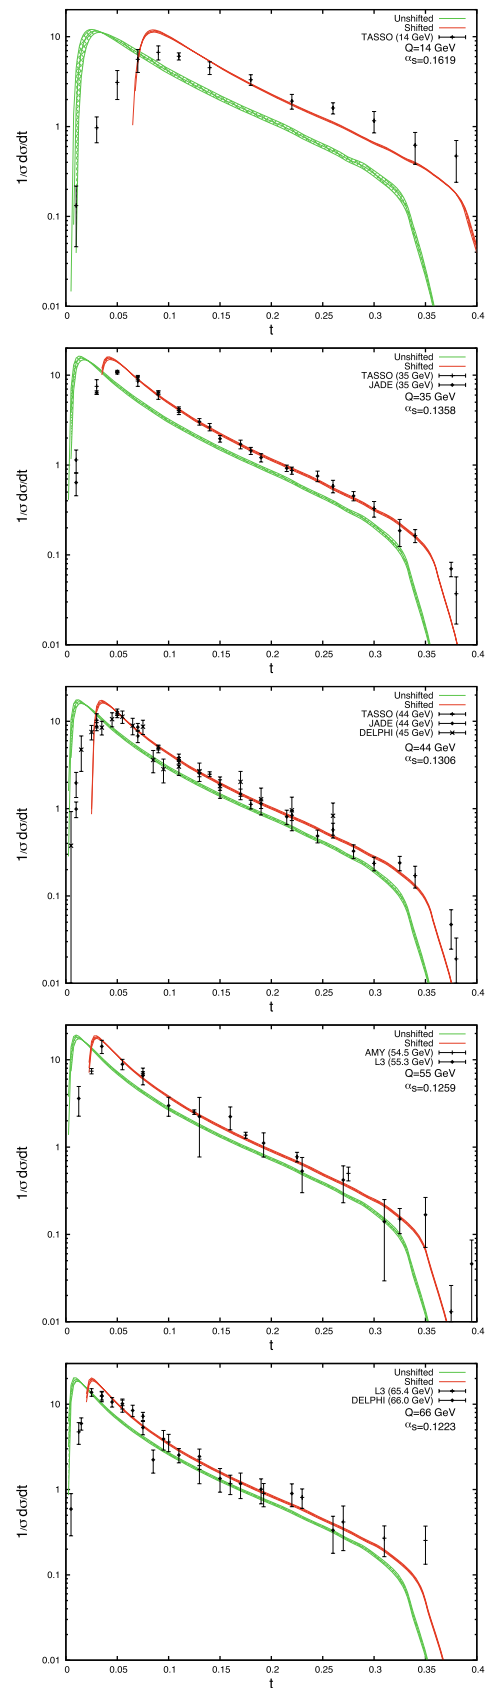 10
1
0.1
0.01
1/σ dσ/dt
Unshifted
Shifted
TASSO (14 GeV)
Q=14 GeV
αS=0.1619
0 0.05 0.1 0.15 0.2 0.25 0.3 0.35 0.4
t
10
1
0.1
0.01
1/σ dσ/dt
Unshifted
Shifted
TASSO (35 GeV)
JADE (35 GeV)
Q=35 GeV
αS=0.1358
0 0.05 0.1 0.15 0.2 0.25 0.3 0.35 0.4
t
10
1
0.1
0.01
1/σ dσ/dt
Unshifted
Shifted
TASSO (44 GeV)
JADE (44 GeV)
DELPHI (45 GeV)
Q=44 GeV
αS=0.1306
0 0.05 0.1 0.15 0.2 0.25 0.3 0.35 0.4
t
10
1
0.1
0.01
1/σ dσ/dt
Unshifted
Shifted
AMY (54.5 GeV)
L3 (55.3 GeV)
Q=55 GeV
αS=0.1259
0 0.05 0.1 0.15 0.2 0.25 0.3 0.35 0.4
t
10
1
0.1
0.01
1/σ dσ/dt
Unshifted
Shifted
L3 (65.4 GeV)
DELPHI (66.0 GeV)
Q=66 GeV
αS=0.1223
0 0.05 0.1 0.15 0.2 0.25 0.3 0.35 0.4
t